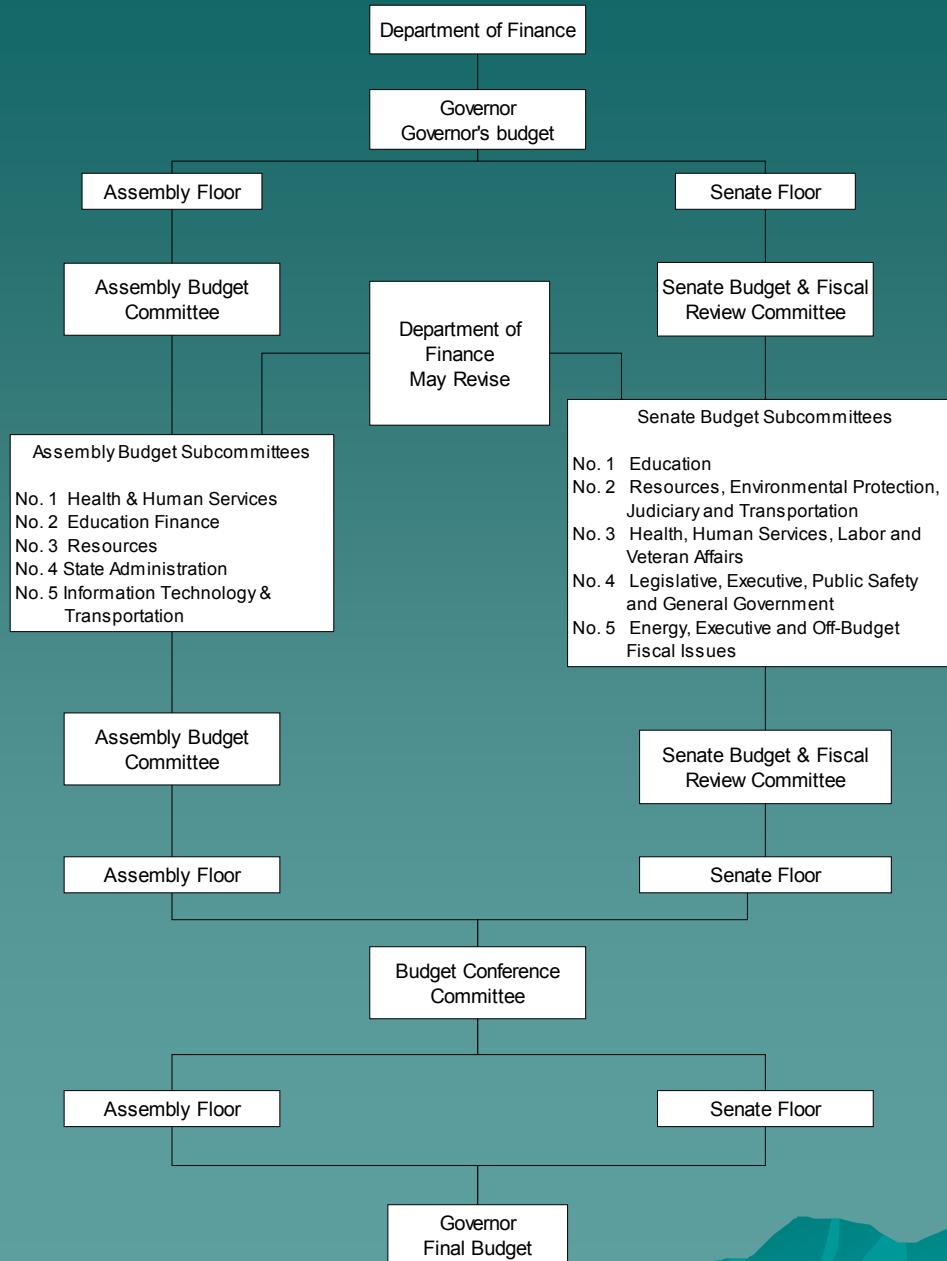 Department of Finance
Governor
Governor's budget
Assembly Floor
Senate Floor
Assembly Budget
Committee
Senate Budget & Fiscal
Review Committee
Department of
Finance
May Revise
Assembly Budget Subcommittees
No. 1 Health & Human Services
No. 2 Education Finance
No. 3 Resources
No. 4 State Administration
No. 5 Information Technology &
Transportation
Senate Budget Subcommittees
No. 1 Education
No. 2 Resources, Environmental Protection,
Judiciary and Transportation
No. 3 Health, Human Services, Labor and
Veteran Affairs
No. 4 Legislative, Executive, Public Safety
and General Government
No. 5 Energy, Executive and Off-Budget
Fiscal Issues
Assembly Budget
Committee
Senate Budget & Fiscal
Review Committee
Assembly Floor
Senate Floor
Budget Conference
Committee
Assembly Floor
Senate Floor
Governor
Final Budget